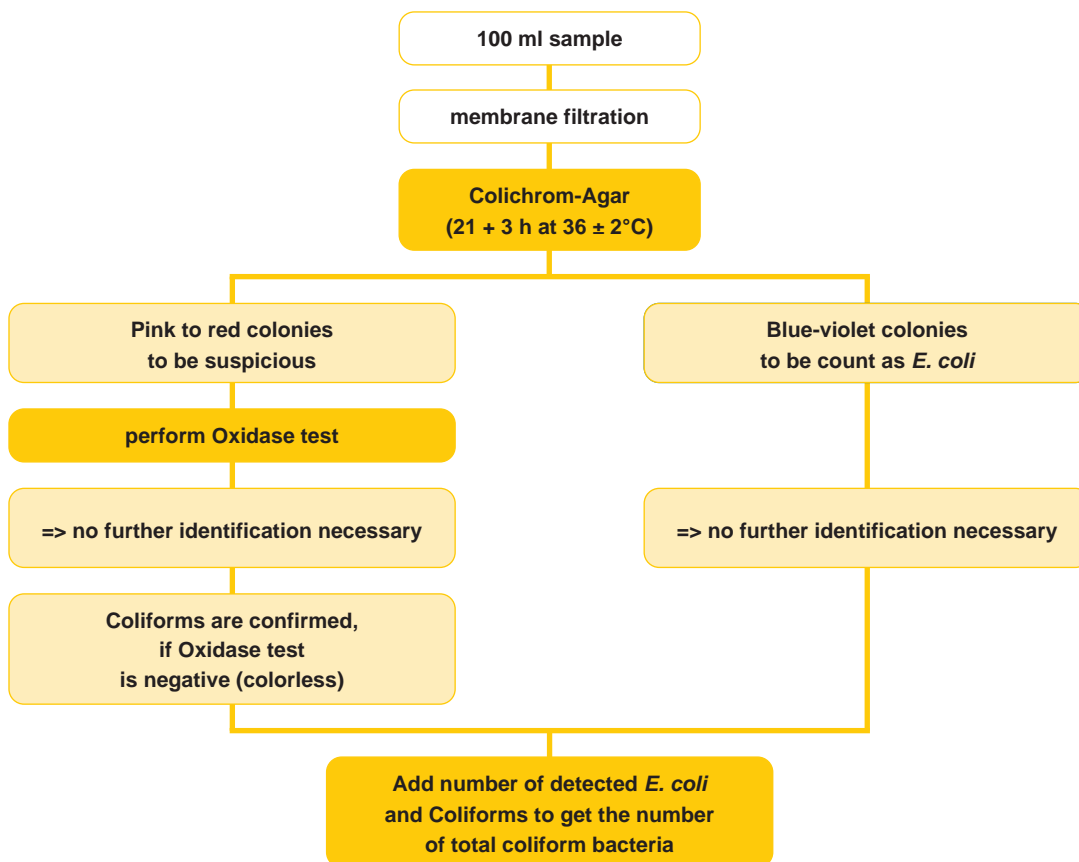 100 ml sample
membrane filtration
Colichrom-Agar
(21 + 3 h at 36 ± 2°C)
Pink to red colonies
to be suspicious
Blue-violet colonies
to be count as E. coli
perform Oxidase test
=> no further identification necessary
=> no further identification necessary
Coliforms are confirmed,
if Oxidase test
is negative (colorless)
Add number of detected E. coli
and Coliforms to get the number
of total coliform bacteria